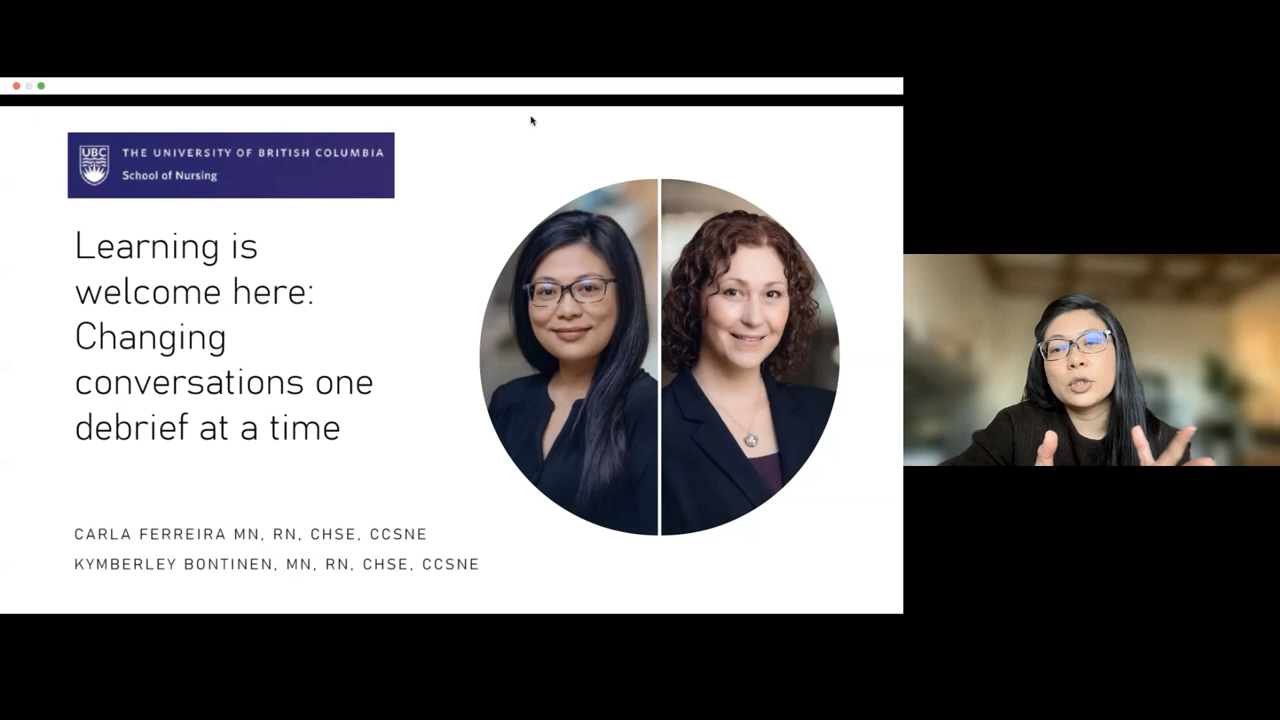 UBC
THE UNIVERSITY OF BRITISH COLUMBIA
School of Nursing
Learning is
welcome here:
Changing
conversations one
debrief at a time
CARLA FERREIRA MN, RN, CHSE, CCSNE
KYMBERLEY BONTINEN, MN, RN, CHSE, CCSNE